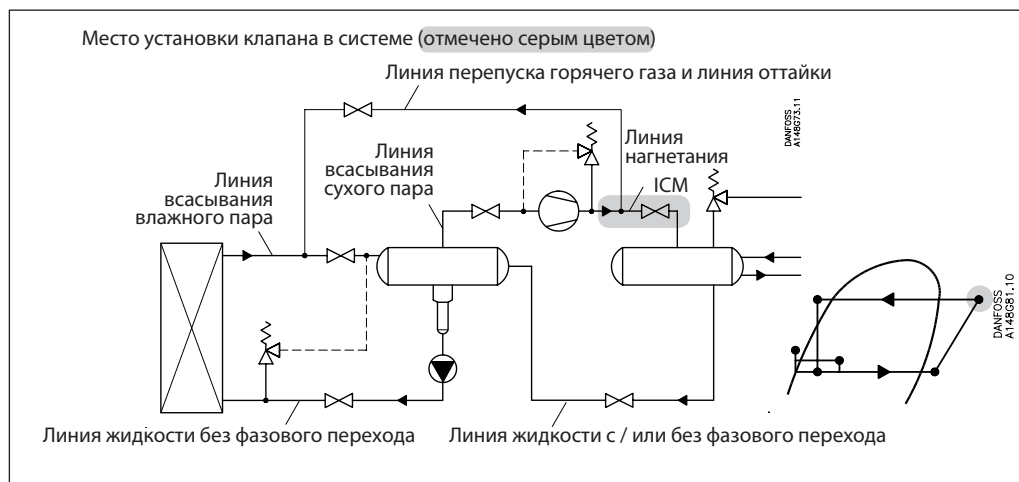 Место установки клапана в системе (отмечено серым цветом)
Линия перепуска горячего газа и линия оттайки
DANFOSS
A148G73.11
Линия
нагнетания
ICM
Линия
всасывания
сухого пара
Линия
всасывания
влажного пара
DANFOSS
A148G81.10
Линия жидкости без фазового перехода
Линия жидкости с / или без фазового перехода